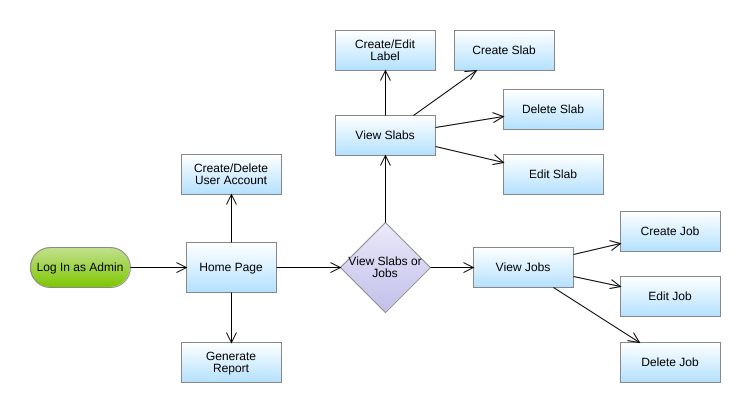 Create/Edit
Label
Create Slab
Delete Slab
View Slabs
Edit Slab
Create/Delete
User Account
Create Job
Log In as Admin
Home Page
View Slabs or
Jobs
View Jobs
Edit Job
Generate
Report
Delete Job